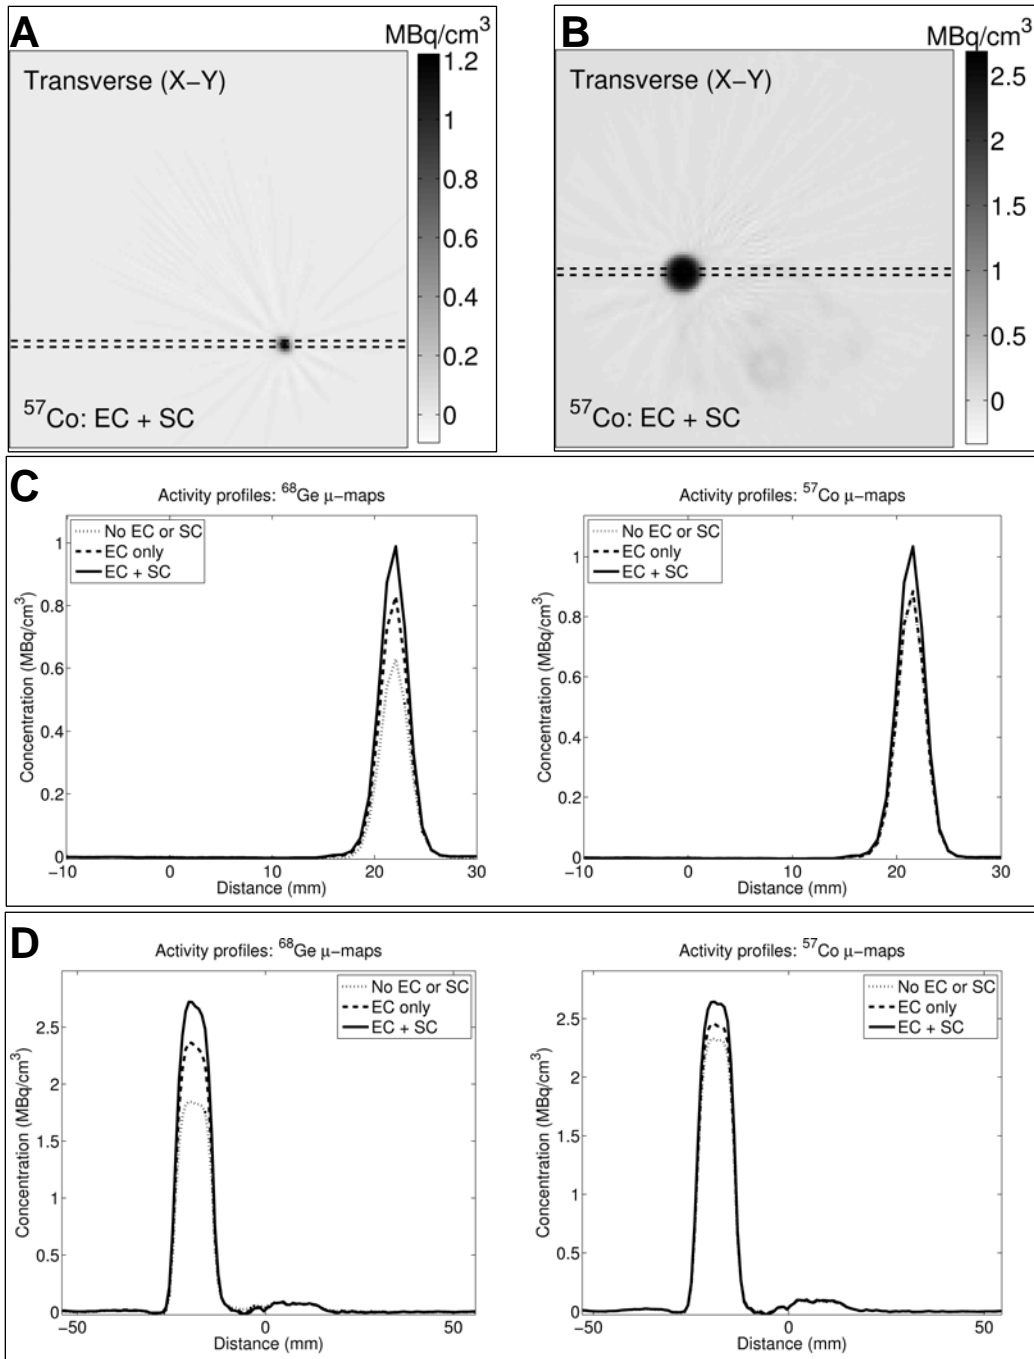 A
MBq/cm³
Transverse (X−Y)
1.2
1
0.8
0.6
0.4
0.2
0
⁵⁷Co: EC + SC
B
MBq/cm³
Transverse (X−Y)
2.5
2
1.5
1
0.5
0
⁵⁷Co: EC + SC
C
Activity profiles: ⁶⁸Ge μ−maps
No EC or SC
EC only
EC + SC
Concentration (MBq/cm³)
1
0.8
0.6
0.4
0.2
0
−10 0 10 20 30
Distance (mm)
Activity profiles: ⁵⁷Co μ−maps
No EC or SC
EC only
EC + SC
Concentration (MBq/cm³)
1
0.8
0.6
0.4
0.2
0
−10 0 10 20 30
Distance (mm)
D
Activity profiles: ⁶⁸Ge μ−maps
No EC or SC
EC only
EC + SC
Concentration (MBq/cm³)
2.5
2
1.5
1
0.5
0
−50 0 50
Distance (mm)
Activity profiles: ⁵⁷Co μ−maps
No EC or SC
EC only
EC + SC
Concentration (MBq/cm³)
2.5
2
1.5
1
0.5
0
−50 0 50
Distance (mm)